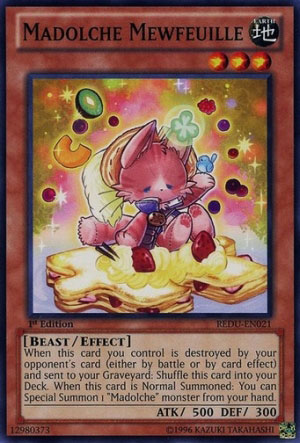 MADOLCHE MEWFEUILLE
EARTH
地
1st Edition
REDU-EN021
[BEAST / EFFECT]
When this card you control is destroyed by your
opponent's card (either by battle or by card effect)
and sent to your Graveyard: Shuffle this card into your
Deck. When this card is Normal Summoned: You can
Special Summon 1 "Madolche" monster from your hand.
ATK/ 500 DEF/ 300
12980373
©1996 KAZUKI TAKAHASHI